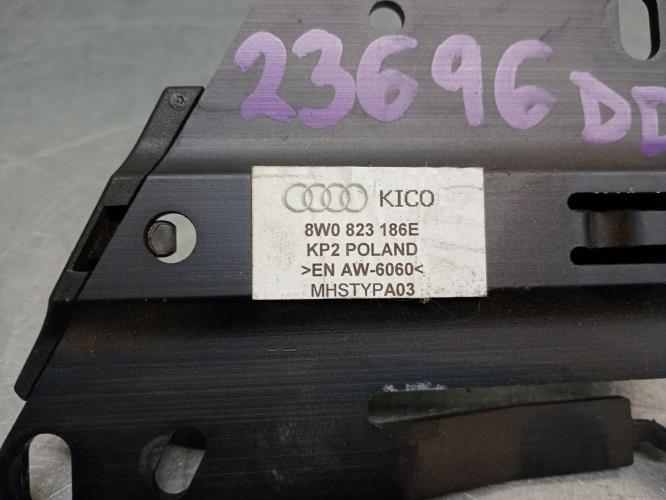 23696 DD
KICO
8W0 823 186E
KP2 POLAND
>EN AW-6060<
MHSTYPA03